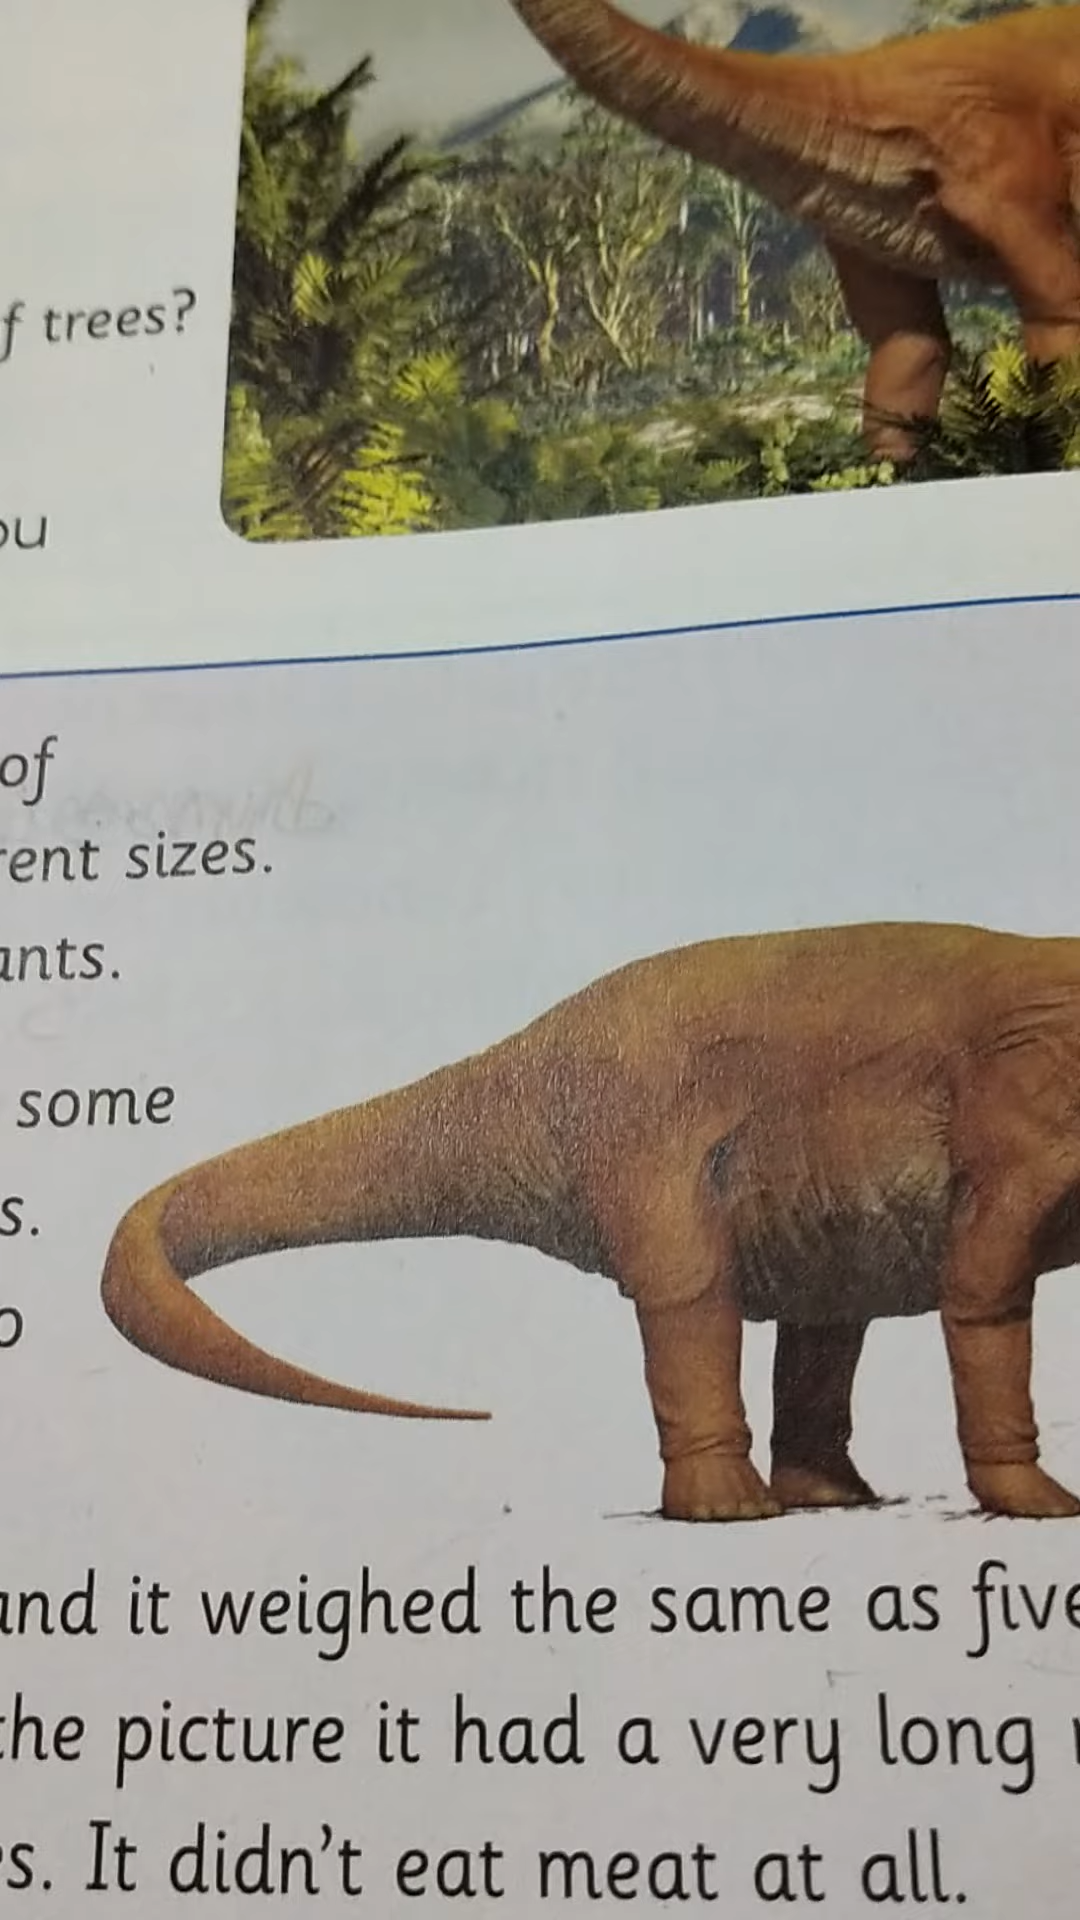 f trees?
ou
of
rent sizes.
ants.
some
s.
o
and it weighed the same as five
the picture it had a very long
s. It didn't eat meat at all.